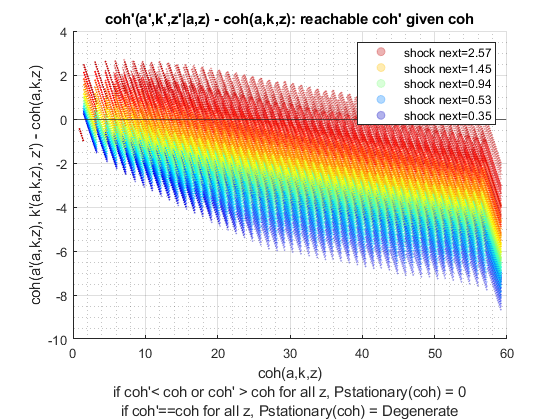 coh'(a',k',z'|a,z) - coh(a,k,z): reachable coh' given coh
coh(a'(a,k,z), k'(a,k,z), z') - coh(a,k,z)
4
2
0
-2
-4
-6
-8
-10
shock next=2.57
shock next=1.45
shock next=0.94
shock next=0.53
shock next=0.35
0
10
20
30
40
50
60
coh(a,k,z)
if coh'< coh or coh' > coh for all z, Pstationary(coh) = 0
if coh'==coh for all z, Pstationary(coh) = Degenerate